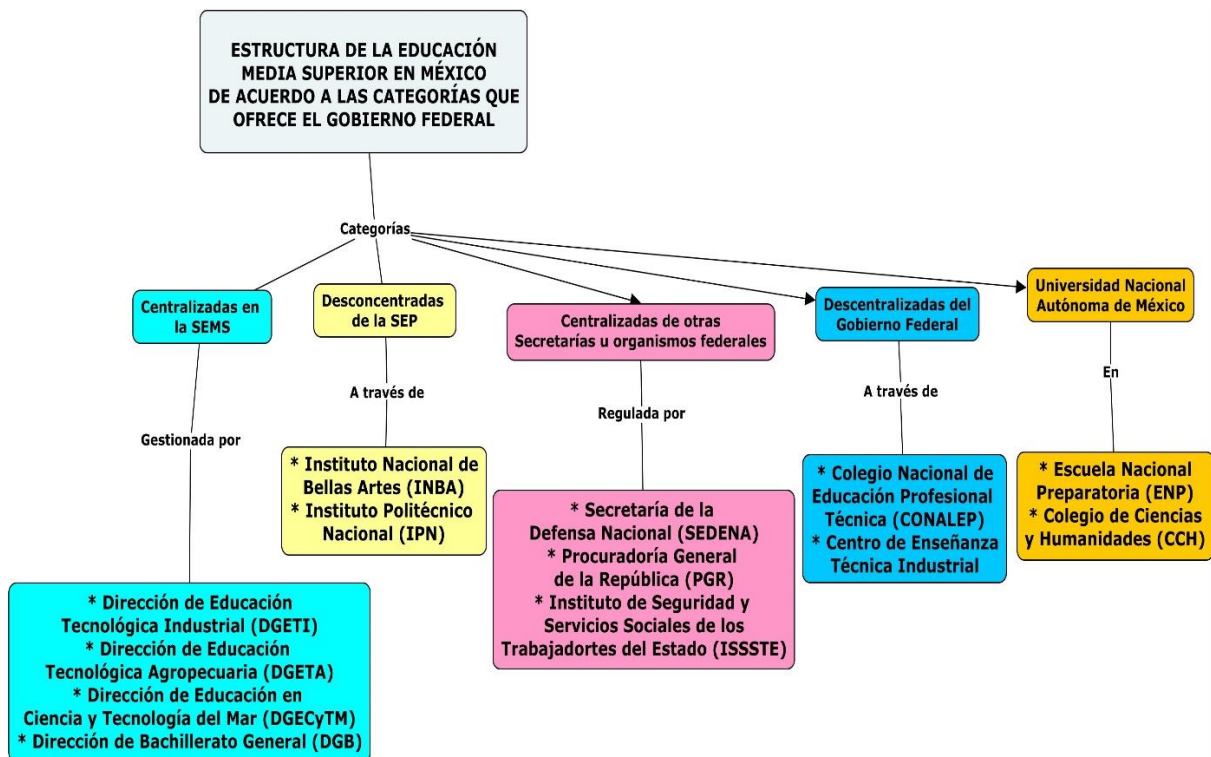 ESTRUCTURA DE LA EDUCACIÓN
MEDIA SUPERIOR EN MÉXICO
DE ACUERDO A LAS CATEGORÍAS QUE
OFRECE EL GOBIERNO FEDERAL
Categorías
Centralizadas en
la SEMS
Desconcentradas
de la SEP
Centralizadas de otras
Secretarías u organismos federales
Descentralizadas del
Gobierno Federal
Universidad Nacional
Autónoma de México
Gestionada por
A través de
Regulada por
A través de
En
* Dirección de Educación
Tecnológica Industrial (DGETI)
* Dirección de Educación
Tecnológica Agropecuaria (DGETA)
* Dirección de Educación en
Ciencia y Tecnología del Mar (DGECyTM)
* Dirección de Bachillerato General (DGB)
* Instituto Nacional de
Bellas Artes (INBA)
* Instituto Politécnico
Nacional (IPN)
* Secretaría de la
Defensa Nacional (SEDENA)
* Procuradoría General
de la República (PGR)
* Instituto de Seguridad y
Servicios Sociales de los
Trabajadortes del Estado (ISSSTE)
* Colegio Nacional de
Educación Profesional
Técnica (CONALEP)
* Centro de Enseñanza
Técnica Industrial
* Escuela Nacional
Preparatoria (ENP)
* Colegio de Ciencias
y Humanidades (CCH)